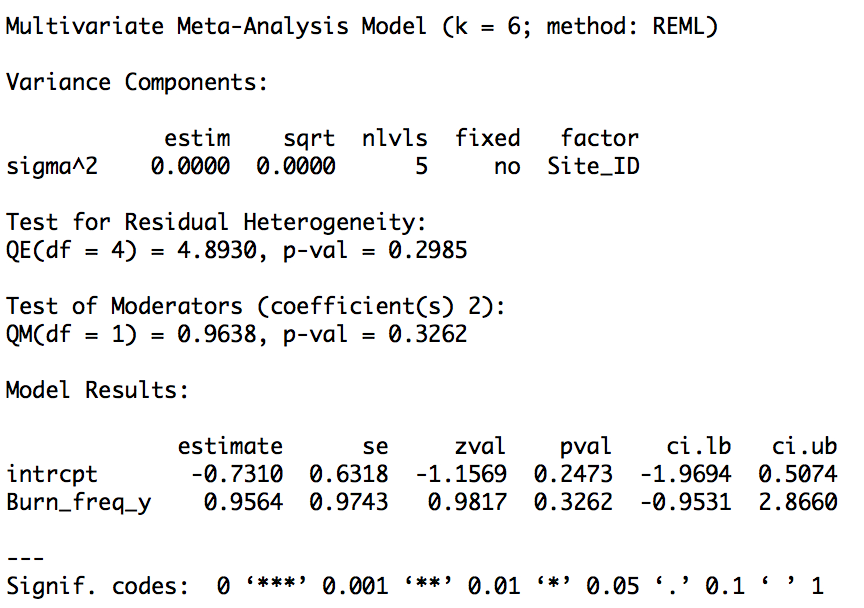 Multivariate Meta-Analysis Model (k = 6; method: REML)
Variance Components:
estim sqrt nlvls fixed factor
sigma^2 0.0000 0.0000 5 no Site_ID
Test for Residual Heterogeneity:
QE(df = 4) = 4.8930, p-val = 0.2985
Test of Moderators (coefficient(s) 2):
QM(df = 1) = 0.9638, p-val = 0.3262
Model Results:
estimate se zval pval ci.lb ci.ub
intrcpt -0.7310 0.6318 -1.1569 0.2473 -1.9694 0.5074
Burn_freq_y 0.9564 0.9743 0.9817 0.3262 -0.9531 2.8660
---
Signif. codes: 0 ‘***’ 0.001 ‘**’ 0.01 ‘*’ 0.05 ‘.’ 0.1 ‘ ’ 1